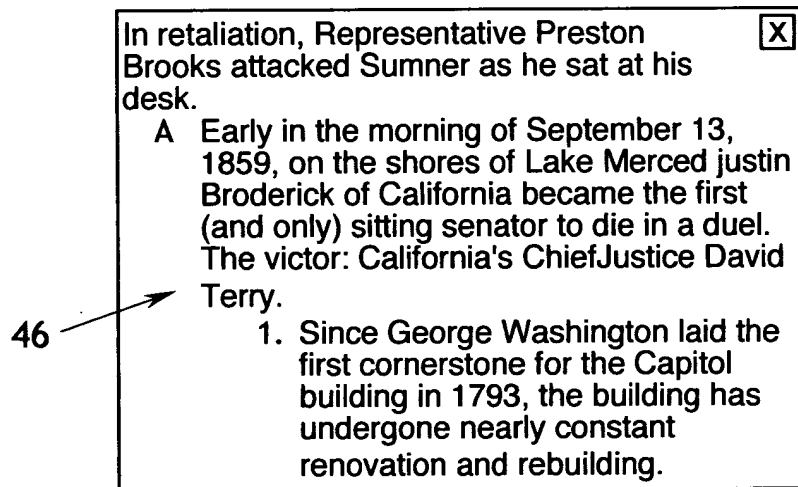 In retaliation, Representative Preston X
Brooks attacked Sumner as he sat at his
desk.
A Early in the morning of September 13,
1859, on the shores of Lake Merced justin
Broderick of California became the first
(and only) sitting senator to die in a duel.
The victor: California's ChiefJustice David
Terry.
46
1. Since George Washington laid the
first cornerstone for the Capitol
building in 1793, the building has
undergone nearly constant
renovation and rebuilding.